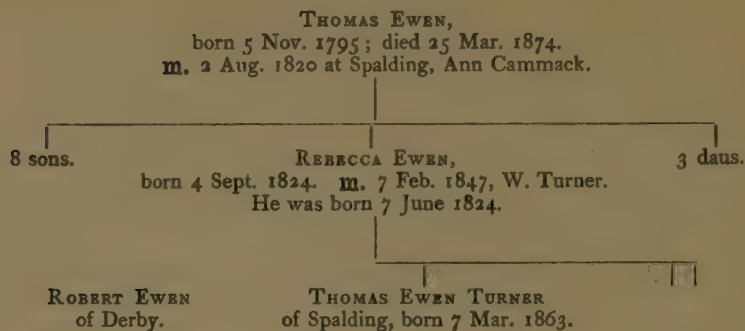 THOMAS EWEN,
born 5 Nov. 1795; died 25 Mar. 1874.
m. 2 Aug. 1820 at Spalding, Ann Cammack.
8 sons.
REBECCA EWEN,
3 daus.
born 4 Sept. 1824. m. 7 Feb. 1847, W. Turner.
He was born 7 June 1824.
ROBERT EWEN
of Derby.
THOMAS EWEN TURNER
of Spalding, born 7 Mar. 1863.